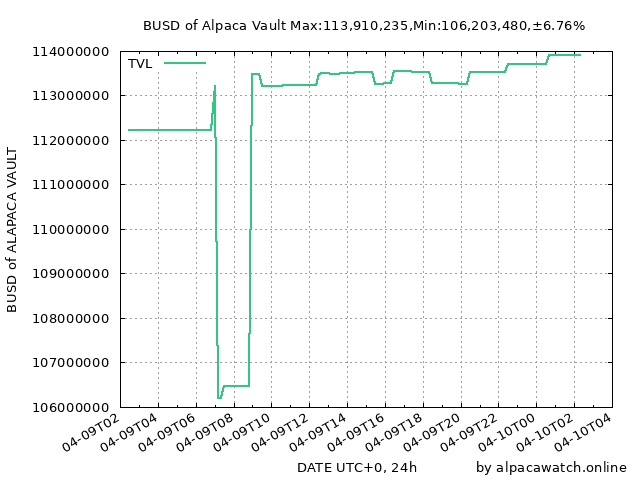 BUSD of Alpaca Vault Max:113,910,235,Min:106,203,480,±6.76%
TVL
114000000
113000000
112000000
111000000
110000000
109000000
108000000
107000000
106000000
BUSD of ALAPACA VAULT
04-09T02
04-09T04
04-09T06
04-09T08
04-09T10
04-09T12
04-09T14
04-09T16
04-09T18
04-09T20
04-09T22
04-10T00
04-10T02
04-10T04
DATE UTC+0, 24h
by alpacawatch.online